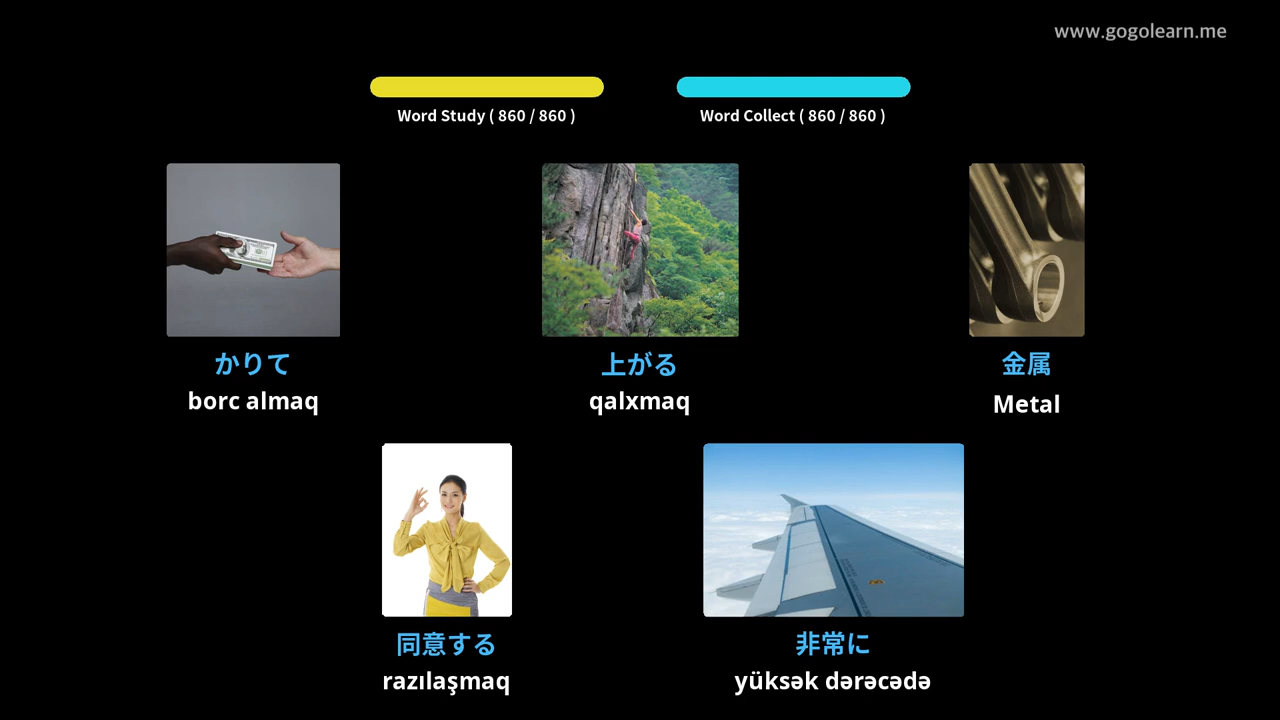 www.gogolearn.me
Word Study ( 860 / 860 )
Word Collect ( 860 / 860 )
かりて
borc almaq
上がる
qalxmaq
金属
Metal
同意する
razılaşmaq
非常に
yüksək dərəcədə